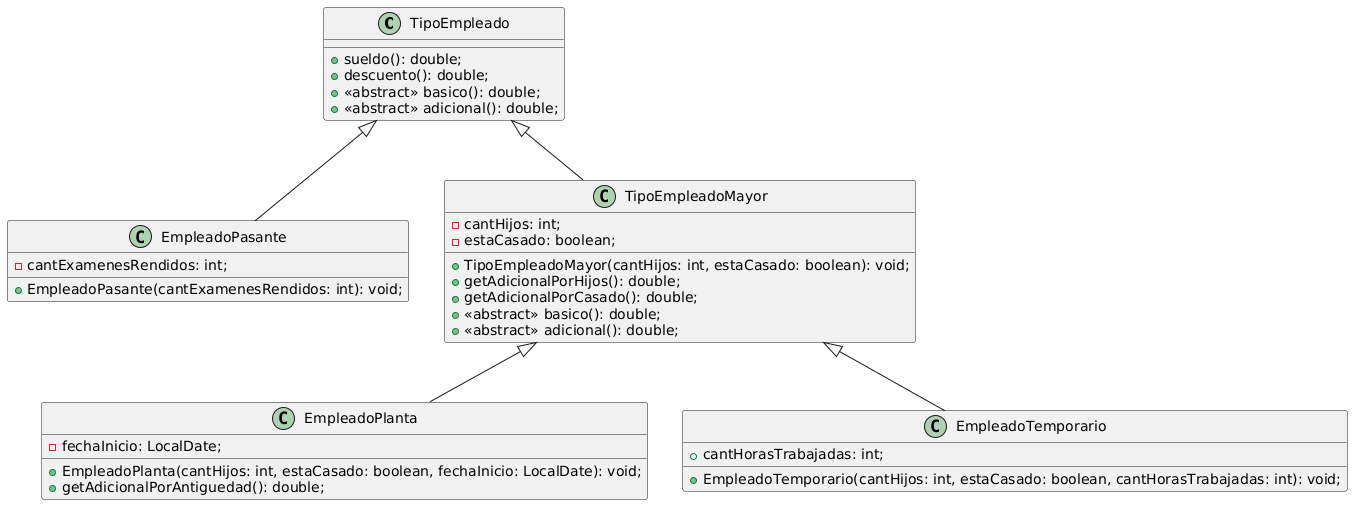 C TipoEmpleado
sueldo(): double;
descuento(): double;
«abstract» basico(): double;
«abstract» adicional(): double;
C EmpleadoPasante
cantExamenesRendidos: int;
EmpleadoPasante(cantExamenesRendidos: int): void;
C TipoEmpleadoMayor
cantHijos: int;
estaCasado: boolean;
TipoEmpleadoMayor(cantHijos: int, estaCasado: boolean): void;
getAdicionalPorHijos(): double;
getAdicionalPorCasado(): double;
«abstract» basico(): double;
«abstract» adicional(): double;
C EmpleadoPlanta
fechaInicio: LocalDate;
EmpleadoPlanta(cantHijos: int, estaCasado: boolean, fechaInicio: LocalDate): void;
getAdicionalPorAntiguedad(): double;
C EmpleadoTemporario
cantHorasTrabajadas: int;
EmpleadoTemporario(cantHijos: int, estaCasado: boolean, cantHorasTrabajadas: int): void;